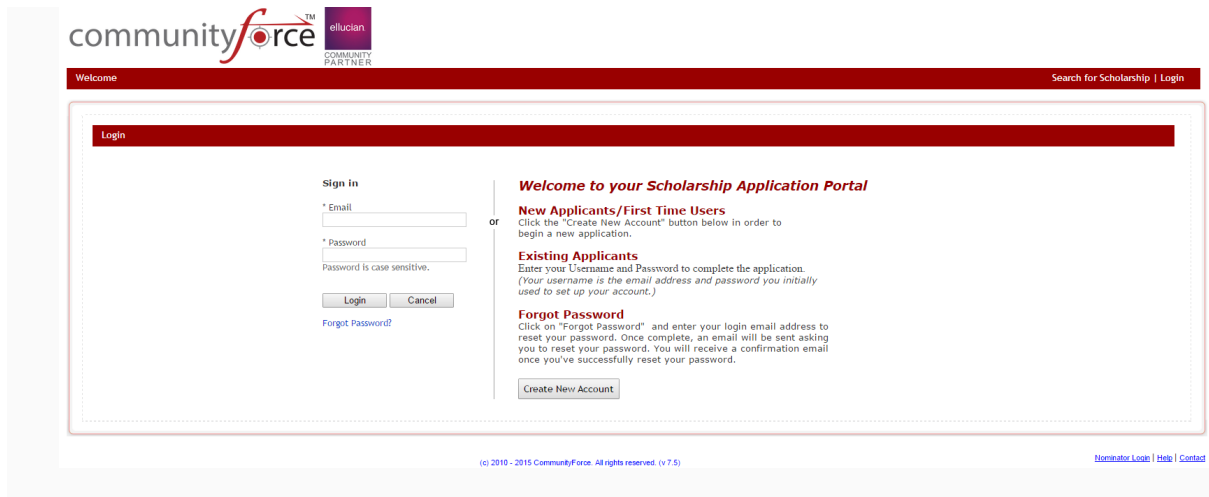 communityforce TM
ellucian.
COMMUNITY
PARTNER
Welcome
Search for Scholarship | Login
Login
Sign in
* Email
* Password
Password is case sensitive.
Login Cancel
Forgot Password?
or
Welcome to your Scholarship Application Portal
New Applicants/First Time Users
Click the "Create New Account" button below in order to
begin a new application.
Existing Applicants
Enter your Username and Password to complete the application.
(Your username is the email address and password you initially
used to set up your account.)
Forgot Password
Click on "Forgot Password" and enter your login email address to
reset your password. Once complete, an email will be sent asking
you to reset your password. You will receive a confirmation email
once you've successfully reset your password.
Create New Account
(c) 2010 - 2015 CommunityForce. All rights reserved. (v 7.5)
Nominator Login | Help | Contact